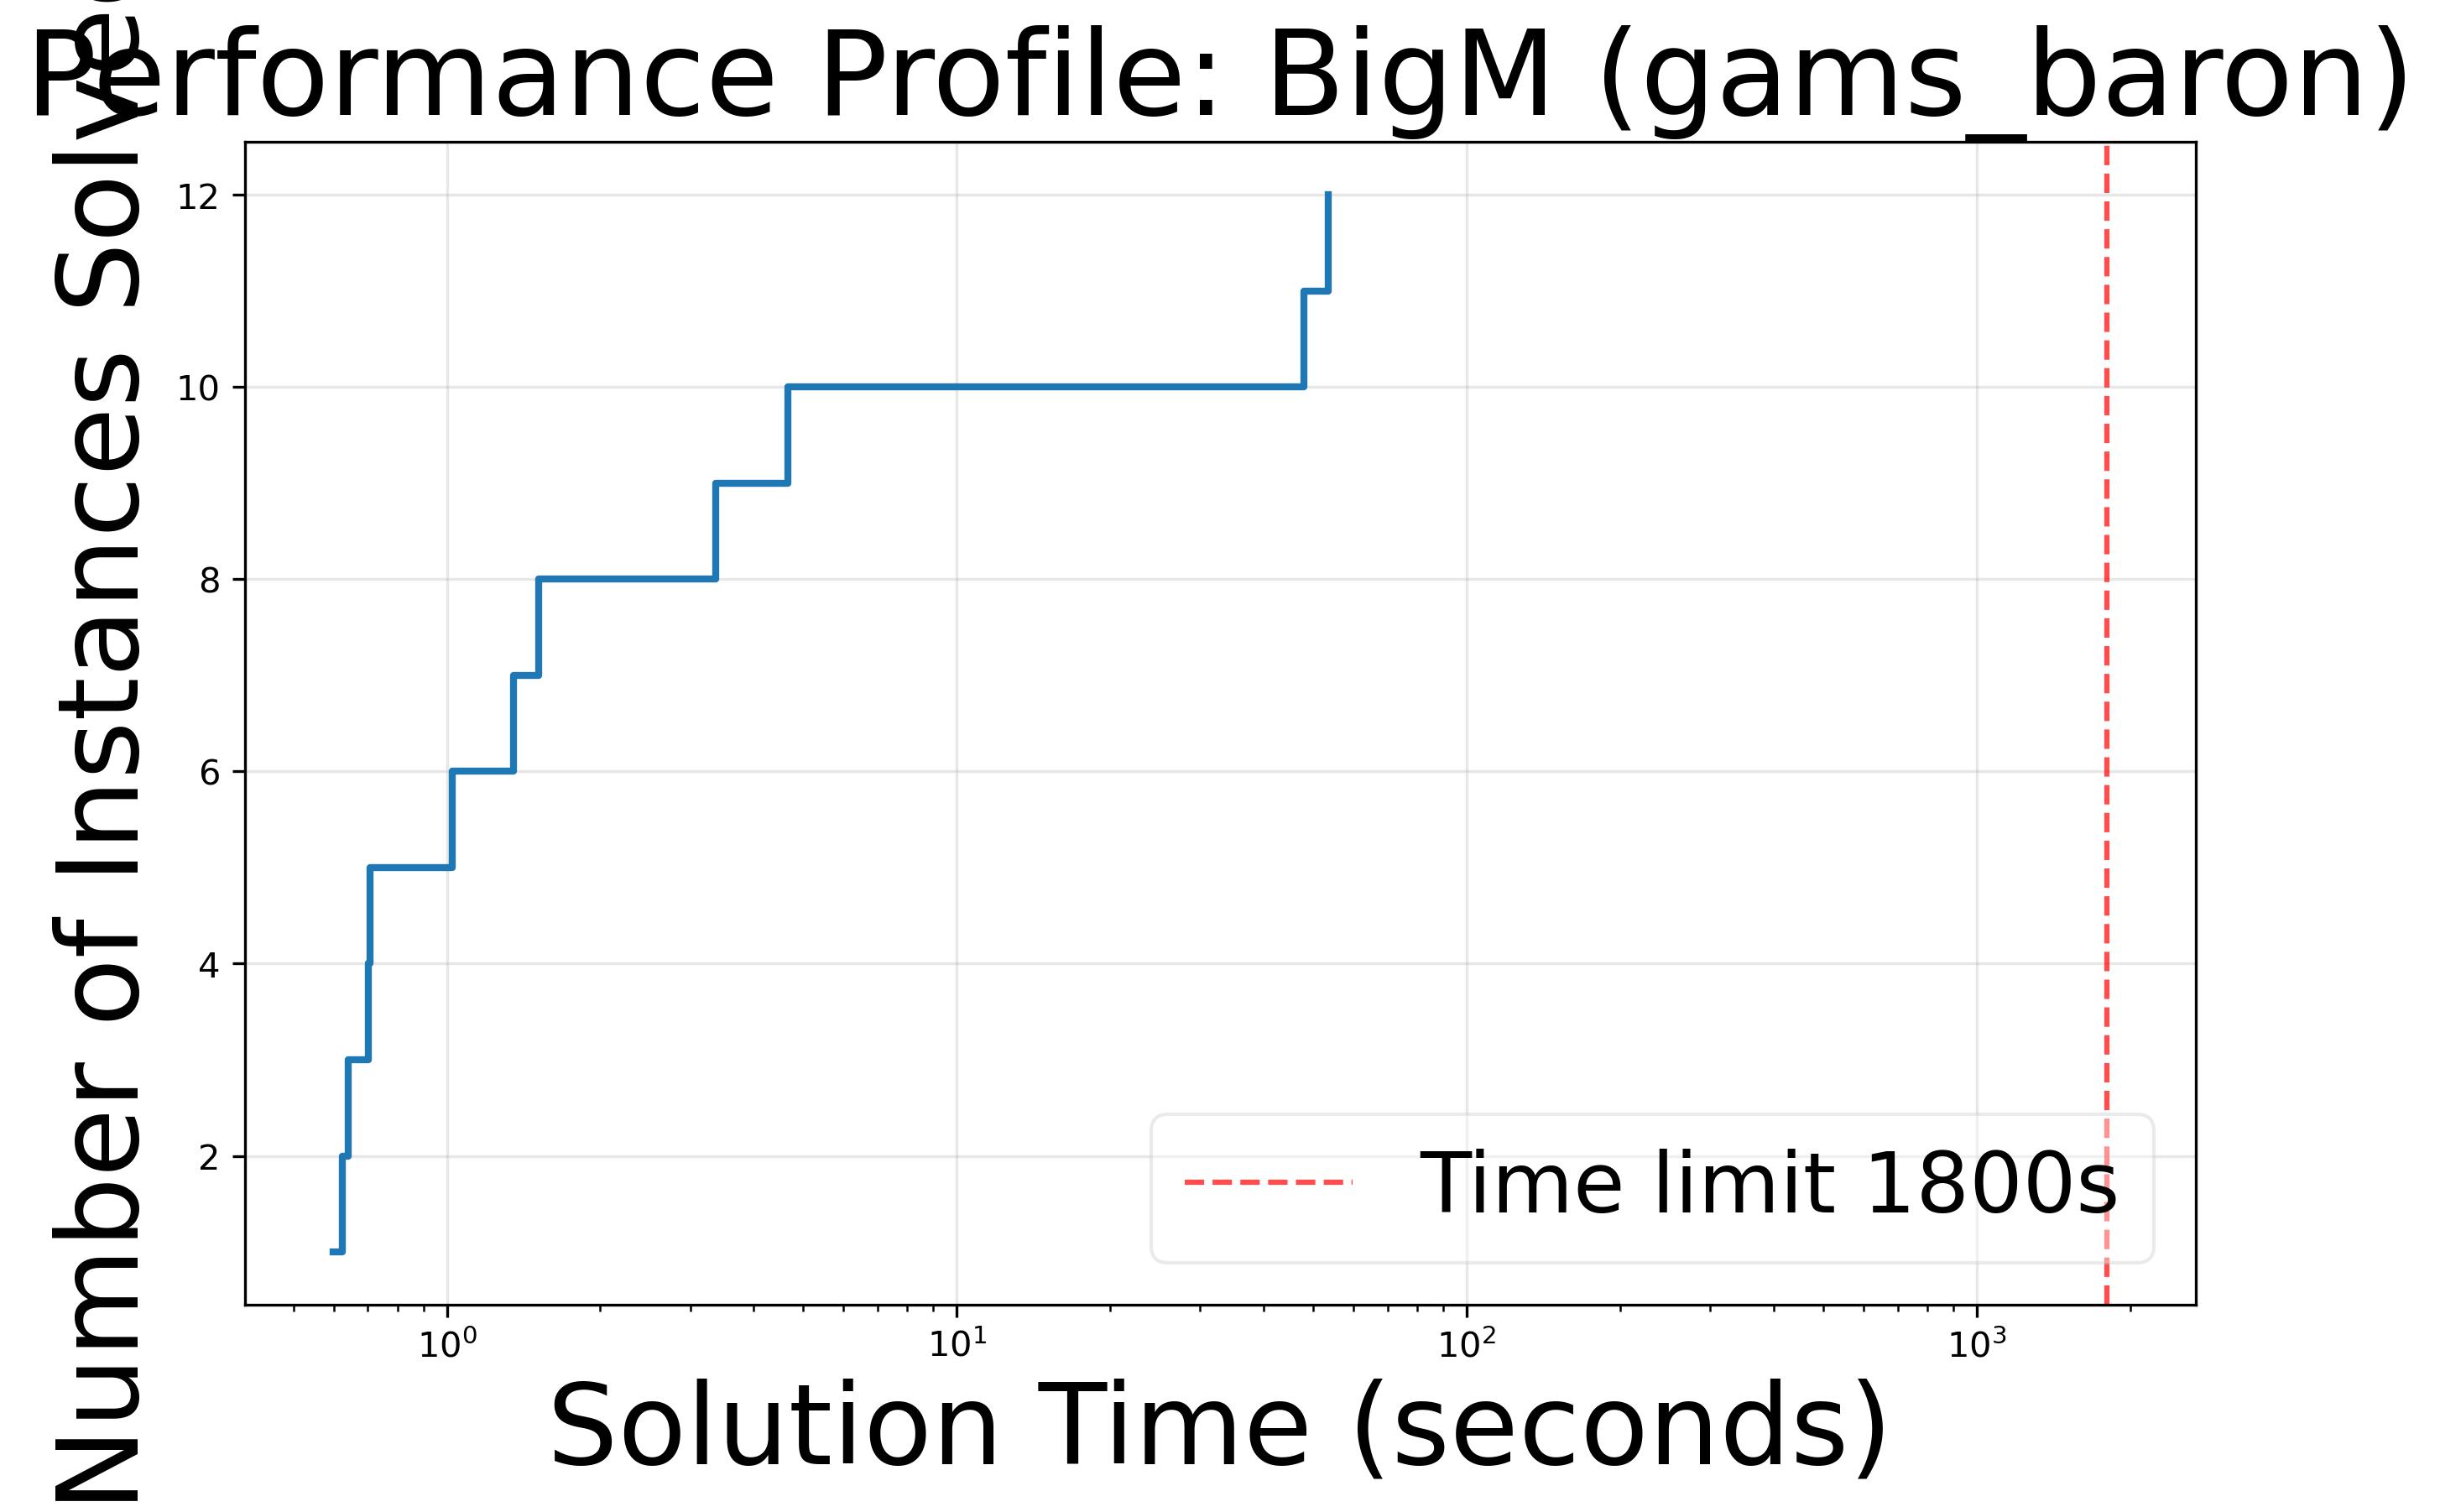 Performance Profile: BigM (gams_baron)
Number of Instances Solved
12
10
8
6
4
2
Time limit 1800s
10⁰ 10¹ 10² 10³
Solution Time (seconds)